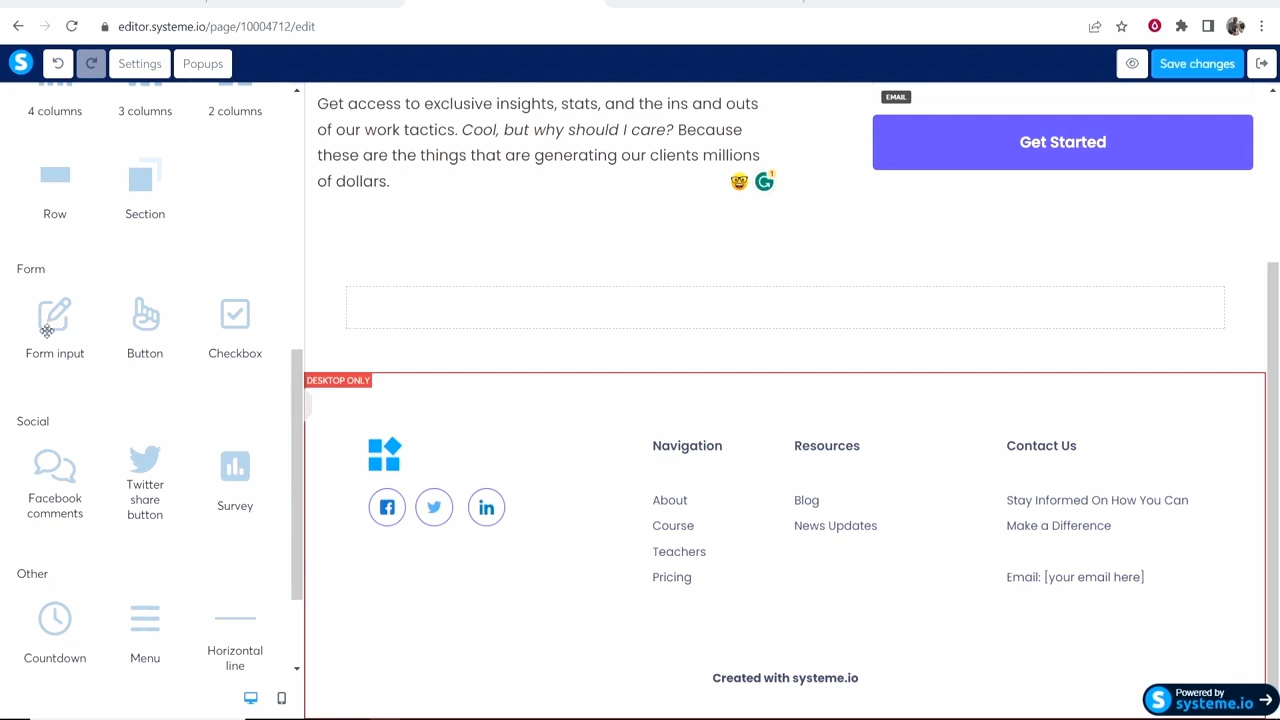 editor.systeme.io/page/10004712/edit
S
Settings
Popups
Save changes
4 columns
3 columns
2 columns
Row
Section
Form
Form input
Button
Checkbox
Social
Facebook
comments
Twitter
share
button
Survey
Other
Countdown
Menu
Horizontal
line
Get access to exclusive insights, stats, and the ins and outs
of our work tactics. Cool, but why should I care? Because
these are the things that are generating our clients millions
of dollars.
1
EMAIL
Get Started
DESKTOP ONLY
Navigation
About
Course
Teachers
Pricing
Resources
Blog
News Updates
Contact Us
Stay Informed On How You Can
Make a Difference
Email: [your email here]
Created with systeme.io
S
Powered by
systeme.io